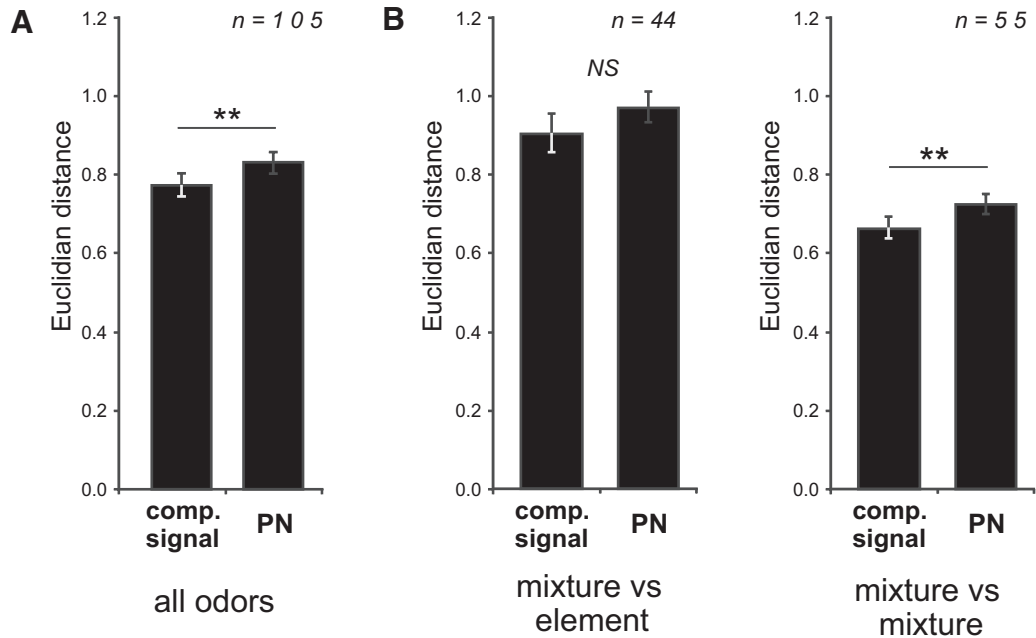 A
n = 1 0 5
1.2
1.0
0.8
0.6
0.4
0.2
0.0
Euclidian distance
**
comp.
signal
PN
all odors
B
n = 44
1.2
1.0
0.8
0.6
0.4
0.2
0.0
Euclidian distance
NS
comp.
signal
PN
mixture vs
element
n = 5 5
1.2
1.0
0.8
0.6
0.4
0.2
0.0
Euclidian distance
**
comp.
signal
PN
mixture vs
mixture